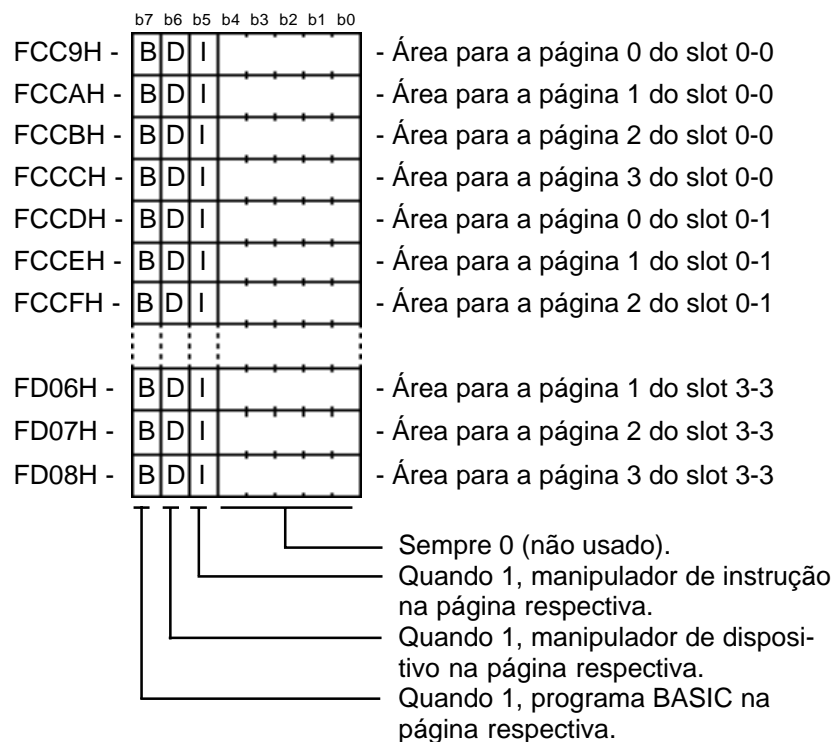 b7 b6 b5 b4 b3 b2 b1 b0
FCC9H - B D I - Área para a página 0 do slot 0-0
FCCAH - B D I - Área para a página 1 do slot 0-0
FCCBH - B D I - Área para a página 2 do slot 0-0
FCCCH - B D I - Área para a página 3 do slot 0-0
FCCDH - B D I - Área para a página 0 do slot 0-1
FCCEH - B D I - Área para a página 1 do slot 0-1
FCCFH - B D I - Área para a página 2 do slot 0-1
FD06H - B D I - Área para a página 1 do slot 3-3
FD07H - B D I - Área para a página 2 do slot 3-3
FD08H - B D I - Área para a página 3 do slot 3-3
Sempre 0 (não usado).
Quando 1, manipulador de instrução
na página respectiva.
Quando 1, manipulador de disposi-
tivo na página respectiva.
Quando 1, programa BASIC na
página respectiva.